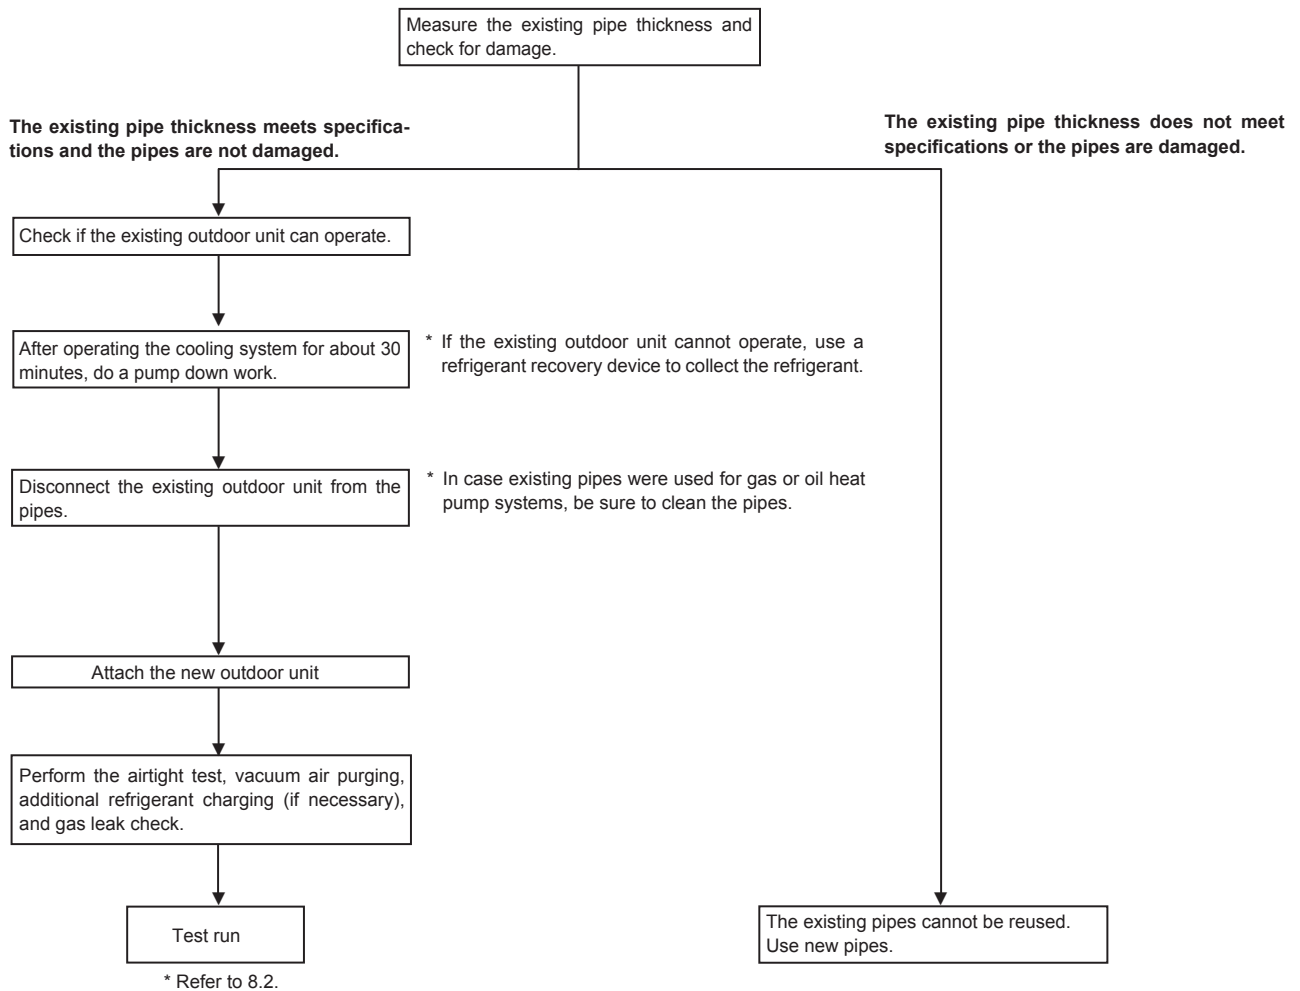 Measure the existing pipe thickness and
check for damage.
The existing pipe thickness meets specifica-
tions and the pipes are not damaged.
The existing pipe thickness does not meet
specifications or the pipes are damaged.
Check if the existing outdoor unit can operate.
After operating the cooling system for about 30
minutes, do a pump down work.
* If the existing outdoor unit cannot operate, use a
refrigerant recovery device to collect the refrigerant.
Disconnect the existing outdoor unit from the
pipes.
* In case existing pipes were used for gas or oil heat
pump systems, be sure to clean the pipes.
Attach the new outdoor unit
Perform the airtight test, vacuum air purging,
additional refrigerant charging (if necessary),
and gas leak check.
Test run
* Refer to 8.2.
The existing pipes cannot be reused.
Use new pipes.